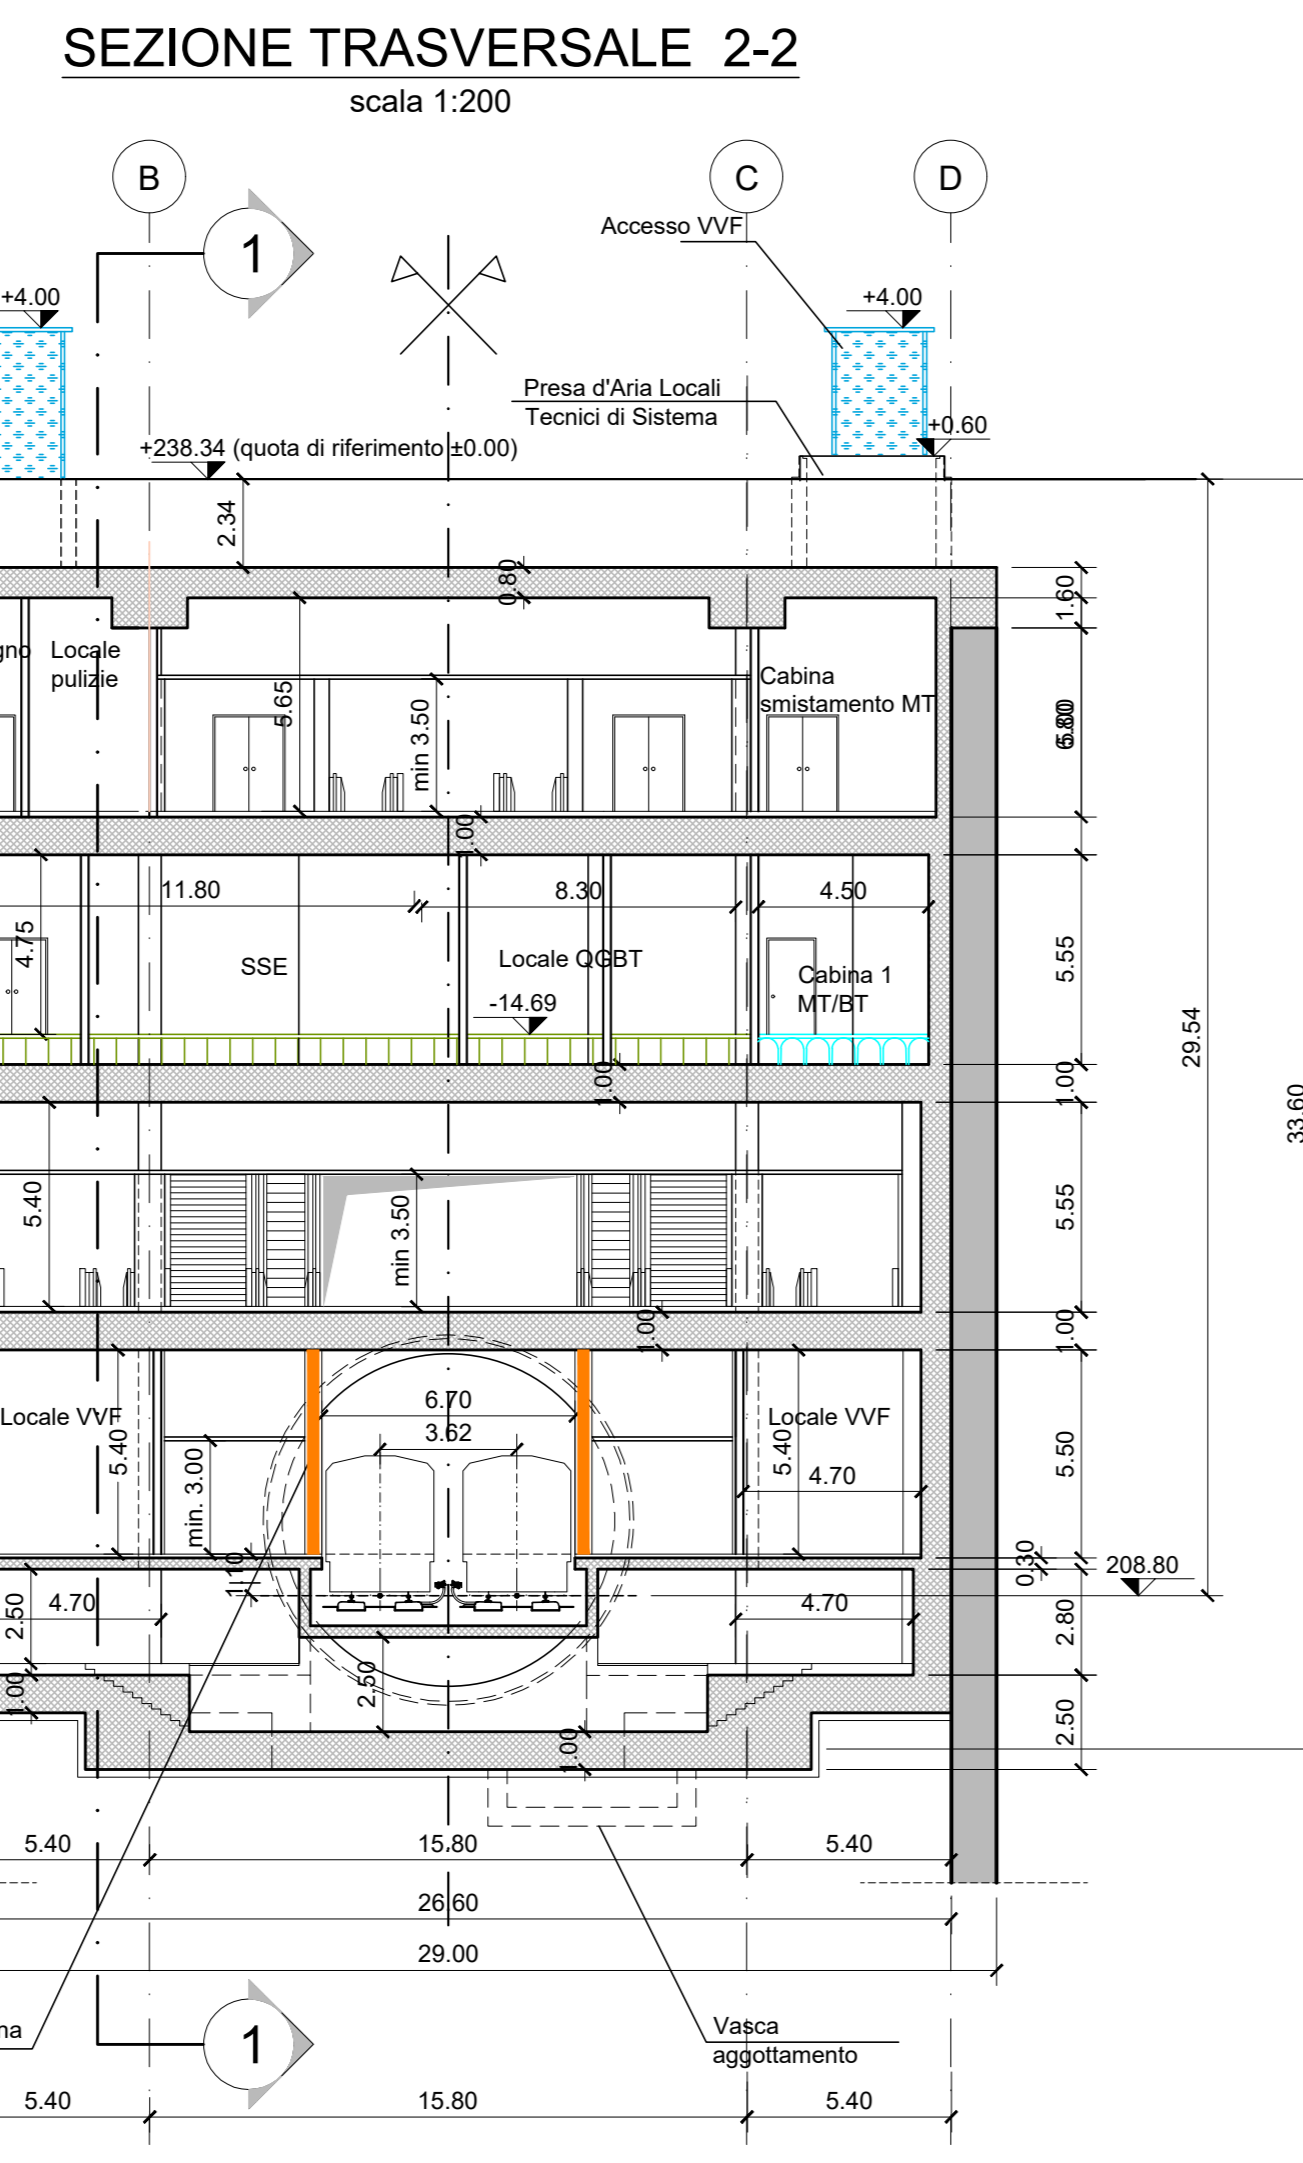 SEZIONE TRASVERSALE 2-2
scala 1:200
B
C
D
1
Accesso VVF
+4.00
+4.00
Presa d'Aria Locali
Tecnici di Sistema
+0.60
+238.34 (quota di riferimento ±0.00)
2.34
0.80
1.60
Locale
pulizie
Cabina
smistamento MT
5.65
min 3.50
1.00
11.80
8.30
4.50
4.75
SSE
Locale QGBT
Cabina 1
MT/BT
-14.69
5.55
29.54
33.60
1.00
1.00
5.40
min 3.50
5.55
1.00
1.00
6.70
3.62
Locale VVF
Locale VVF
5.40
min. 3.00
5.40
4.70
5.50
1.10
0.30
208.80
2.50
4.70
4.70
2.80
1.00
2.50
1.00
2.50
5.40
15.80
5.40
26.60
29.00
1
Vasca
aggottamento
5.40
15.80
5.40